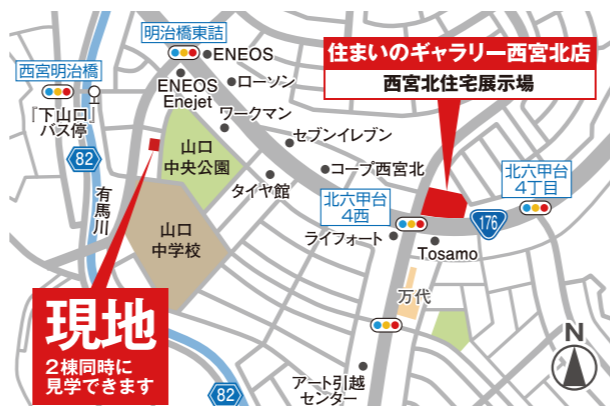 明治橋東詰
ENEOS
西宮明治橋
ENEOS
Enejet
ローソン
住まいのギャラリー西宮北店
西宮北住宅展示場
『下山口』
バス停
ワークマン
82
山口
中央公園
セブンイレブン
コープ西宮北
タイヤ館
北六甲台
4西
北六甲台
4丁目
有馬川
176
山口
中学校
ライフォート
Tosamo
万代
現地
2棟同時に
見学できます
N
82
アート引越
センター